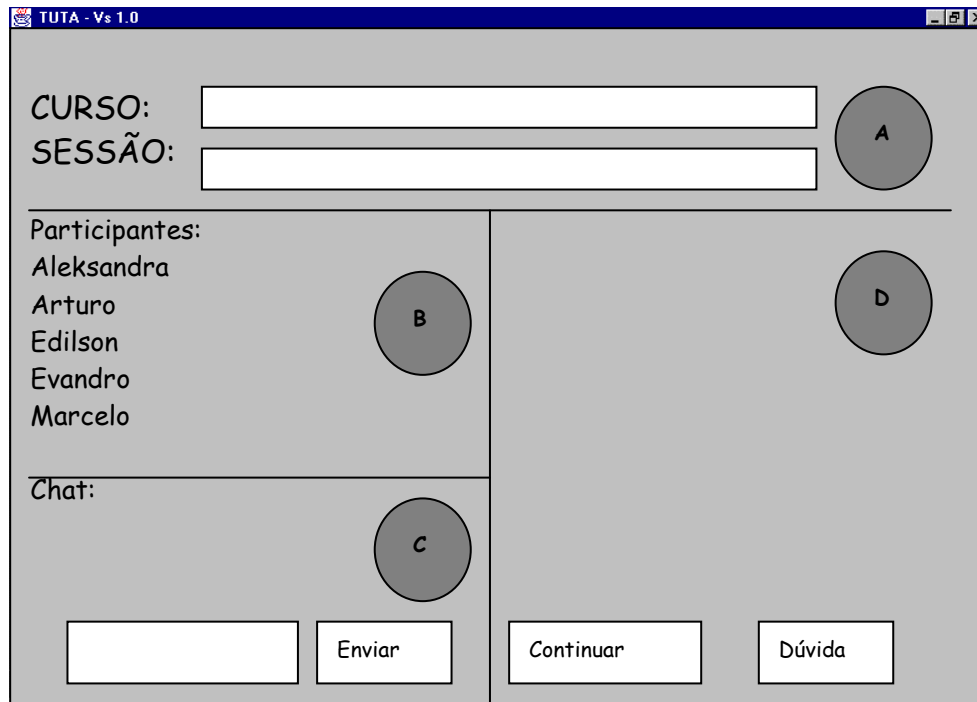 TUTA - Vs 1.0
CURSO:
A
SESSÃO:
Participantes:
Aleksandra
Arturo
Edilson
Evandro
Marcelo
B
D
Chat:
C
Enviar
Continuar
Dúvida